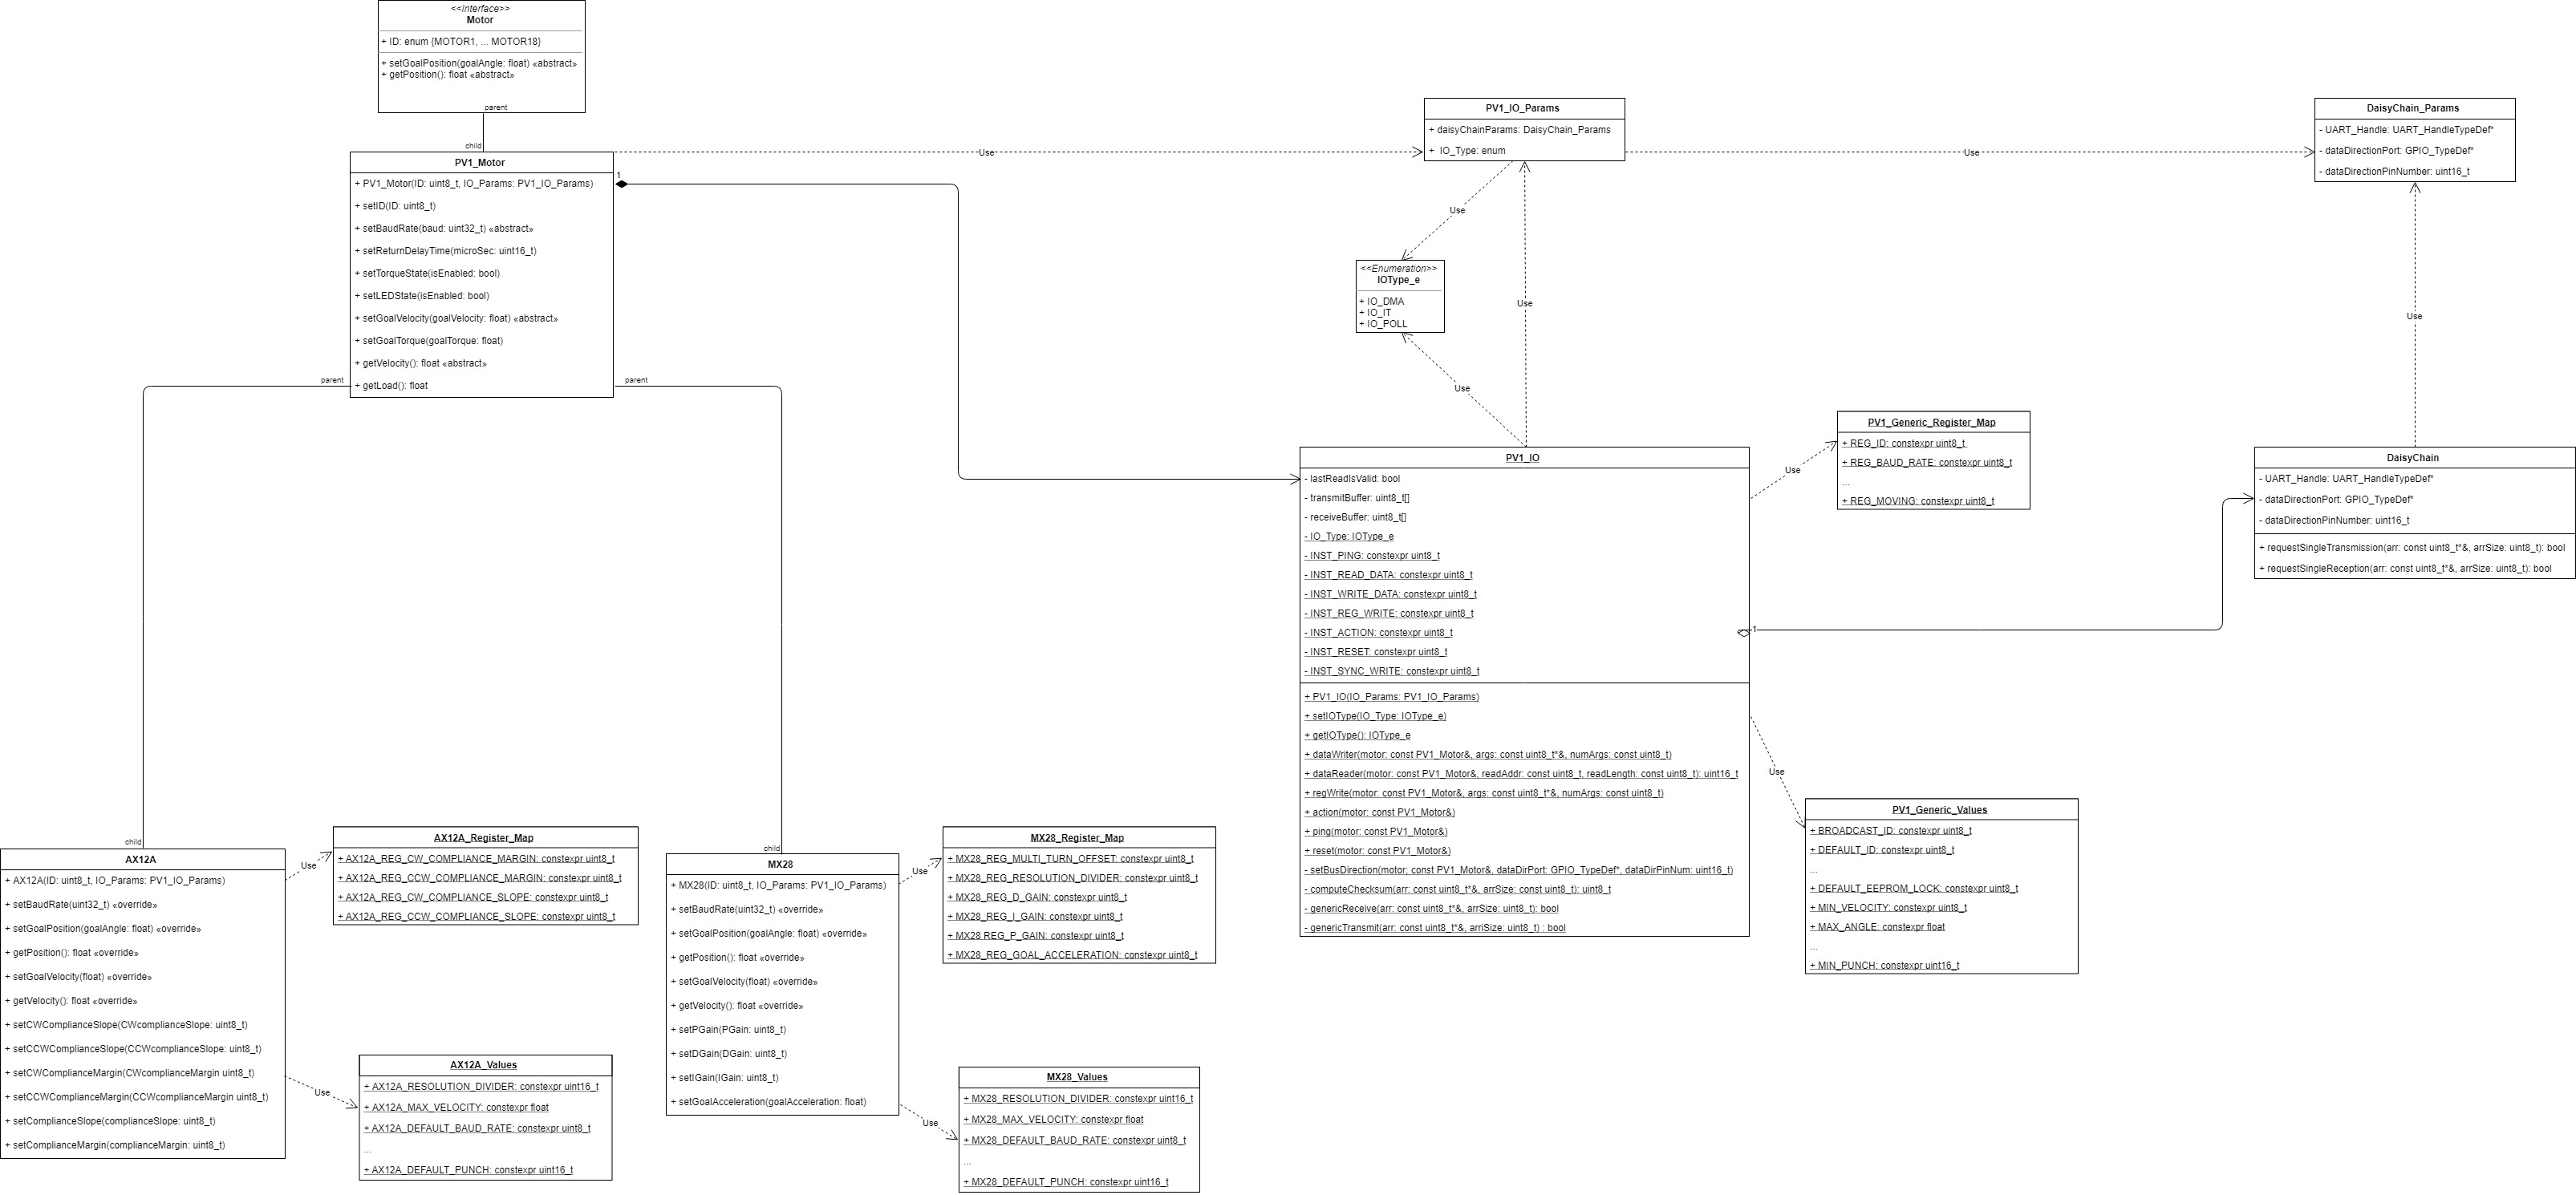 <<Interface>>
Motor
+ ID: enum {MOTOR1, ... MOTOR18}
+ setGoalPosition(goalAngle: float) «abstract»
+ getPosition(): float «abstract»
parent
child
PV1_Motor
+ PV1_Motor(ID: uint8_t, IO_Params: PV1_IO_Params)
+ setID(ID: uint8_t)
+ setBaudRate(baud: uint32_t) «abstract»
+ setReturnDelayTime(microSec: uint16_t)
+ setTorqueState(isEnabled: bool)
+ setLEDState(isEnabled: bool)
+ setGoalVelocity(goalVelocity: float) «abstract»
+ setGoalTorque(goalTorque: float)
+ getVelocity(): float «abstract»
+ getLoad(): float
1
Use
parent
parent
PV1_IO_Params
+ daisyChainParams: DaisyChain_Params
+  IO_Type: enum
Use
DaisyChain_Params
- UART_Handle: UART_HandleTypeDef*
- dataDirectionPort: GPIO_TypeDef*
- dataDirectionPinNumber: uint16_t
Use
<<Enumeration>>
IOType_e
+ IO_DMA
+ IO_IT
+ IO_POLL
Use
Use
Use
PV1_IO
- lastReadIsValid: bool
- transmitBuffer: uint8_t[]
- receiveBuffer: uint8_t[]
- IO_Type: IOType_e
- INST_PING: constexpr uint8_t
- INST_READ_DATA: constexpr uint8_t
- INST_WRITE_DATA: constexpr uint8_t
- INST_REG_WRITE: constexpr uint8_t
- INST_ACTION: constexpr uint8_t
- INST_RESET: constexpr uint8_t
- INST_SYNC_WRITE: constexpr uint8_t
+ PV1_IO(IO_Params: PV1_IO_Params)
+ setIOType(IO_Type: IOType_e)
+ getIOType(): IOType_e
+ dataWriter(motor: const PV1_Motor&, args: const uint8_t*&, numArgs: const uint8_t)
+ dataReader(motor: const PV1_Motor&, readAddr: const uint8_t, readLength: const uint8_t): uint16_t
+ regWrite(motor: const PV1_Motor&, args: const uint8_t*&, numArgs: const uint8_t)
+ action(motor: const PV1_Motor&)
+ ping(motor: const PV1_Motor&)
+ reset(motor: const PV1_Motor&)
- setBusDirection(motor; const PV1_Motor&, dataDirPort: GPIO_TypeDef*, dataDirPinNum: uint16_t)
- computeChecksum(arr: const uint8_t*&, arrSize: const uint8_t): uint8_t
- genericReceive(arr: const uint8_t*&, arrSize: uint8_t): bool
- genericTransmit(arr: const uint8_t*&, arriSize: uint8_t) : bool
1
Use
PV1_Generic_Register_Map
+ REG_ID: constexpr uint8_t
+ REG_BAUD_RATE: constexpr uint8_t
...
+ REG_MOVING: constexpr uint8_t
Use
PV1_Generic_Values
+ BROADCAST_ID: constexpr uint8_t
+ DEFAULT_ID: constexpr uint8_t
...
+ DEFAULT_EEPROM_LOCK: constexpr uint8_t
+ MIN_VELOCITY: constexpr uint8_t
+ MAX_ANGLE: constexpr float
...
+ MIN_PUNCH: constexpr uint16_t
DaisyChain
- UART_Handle: UART_HandleTypeDef*
- dataDirectionPort: GPIO_TypeDef*
- dataDirectionPinNumber: uint16_t
+ requestSingleTransmission(arr: const uint8_t*&, arrSize: uint8_t): bool
+ requestSingleReception(arr: const uint8_t*&, arrSize: uint8_t): bool
Use
child
AX12A
+ AX12A(ID: uint8_t, IO_Params: PV1_IO_Params)
+ setBaudRate(uint32_t) «override»
+ setGoalPosition(goalAngle: float) «override»
+ getPosition(): float «override»
+ setGoalVelocity(float) «override»
+ getVelocity(): float «override»
+ setCWComplianceSlope(CWcomplianceSlope: uint8_t)
+ setCCWComplianceSlope(CCWcomplianceSlope: uint8_t)
+ setCWComplianceMargin(CWcomplianceMargin uint8_t)
+ setCCWComplianceMargin(CCWcomplianceMargin uint8_t)
+ setComplianceSlope(complianceSlope: uint8_t)
+ setComplianceMargin(complianceMargin: uint8_t)
Use
AX12A_Register_Map
+ AX12A_REG_CW_COMPLIANCE_MARGIN: constexpr uint8_t
+ AX12A_REG_CCW_COMPLIANCE_MARGIN: constexpr uint8_t
+ AX12A_REG_CW_COMPLIANCE_SLOPE: constexpr uint8_t
+ AX12A_REG_CCW_COMPLIANCE_SLOPE: constexpr uint8_t
Use
AX12A_Values
+ AX12A_RESOLUTION_DIVIDER: constexpr uint16_t
+ AX12A_MAX_VELOCITY: constexpr float
+ AX12A_DEFAULT_BAUD_RATE: constexpr uint8_t
...
+ AX12A_DEFAULT_PUNCH: constexpr uint16_t
child
MX28
+ MX28(ID: uint8_t, IO_Params: PV1_IO_Params)
+ setBaudRate(uint32_t) «override»
+ setGoalPosition(goalAngle: float) «override»
+ getPosition(): float «override»
+ setGoalVelocity(float) «override»
+ getVelocity(): float «override»
+ setPGain(PGain: uint8_t)
+ setDGain(DGain: uint8_t)
+ setIGain(IGain: uint8_t)
+ setGoalAcceleration(goalAcceleration: float)
Use
MX28_Register_Map
+ MX28_REG_MULTI_TURN_OFFSET: constexpr uint8_t
+ MX28_REG_RESOLUTION_DIVIDER: constexpr uint8_t
+ MX28_REG_D_GAIN: constexpr uint8_t
+ MX28_REG_I_GAIN: constexpr uint8_t
+ MX28 REG_P_GAIN: constexpr uint8_t
+ MX28_REG_GOAL_ACCELERATION: constexpr uint8_t
Use
MX28_Values
+ MX28_RESOLUTION_DIVIDER: constexpr uint16_t
+ MX28_MAX_VELOCITY: constexpr float
+ MX28_DEFAULT_BAUD_RATE: constexpr uint8_t
...
+ MX28_DEFAULT_PUNCH: constexpr uint16_t